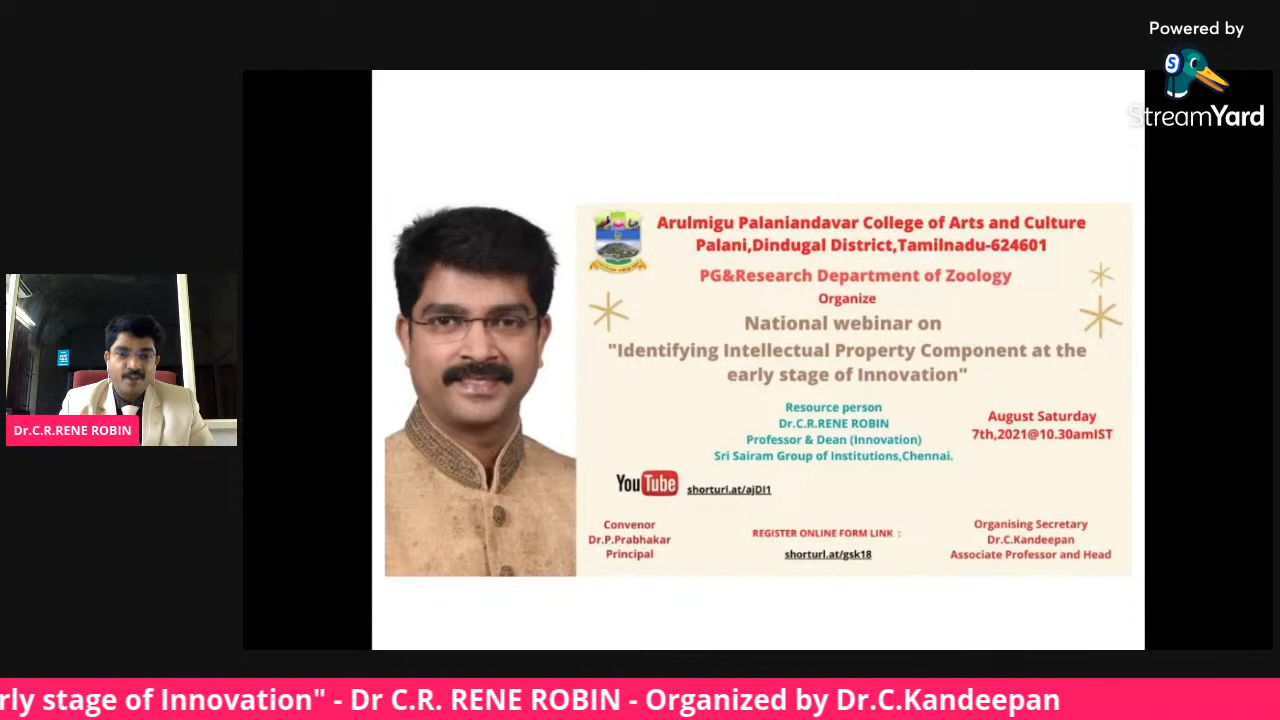 Powered by
StreamYard
Arulmigu Palaniandavar College of Arts and Culture
Palani,Dindugal District,Tamilnadu-624601
PG&Research Department of Zoology
Organize
National webinar on
"Identifying Intellectual Property Component at the
early stage of Innovation"
Resource person
Dr.C.R.RENE ROBIN
Professor & Dean (Innovation)
Sri Sairam Group of Institutions,Chennai.
August Saturday
7th,2021@10.30amIST
YouTube
shorturl.at/ajDI1
Convenor
Dr.P.Prabhakar
Principal
REGISTER ONLINE FORM LINK :
shorturl.at/gsk18
Organising Secretary
Dr.C.Kandeepan
Associate Professor and Head
Dr.C.R.RENE ROBIN
rly stage of Innovation" - Dr C.R. RENE ROBIN - Organized by Dr.C.Kandeepan